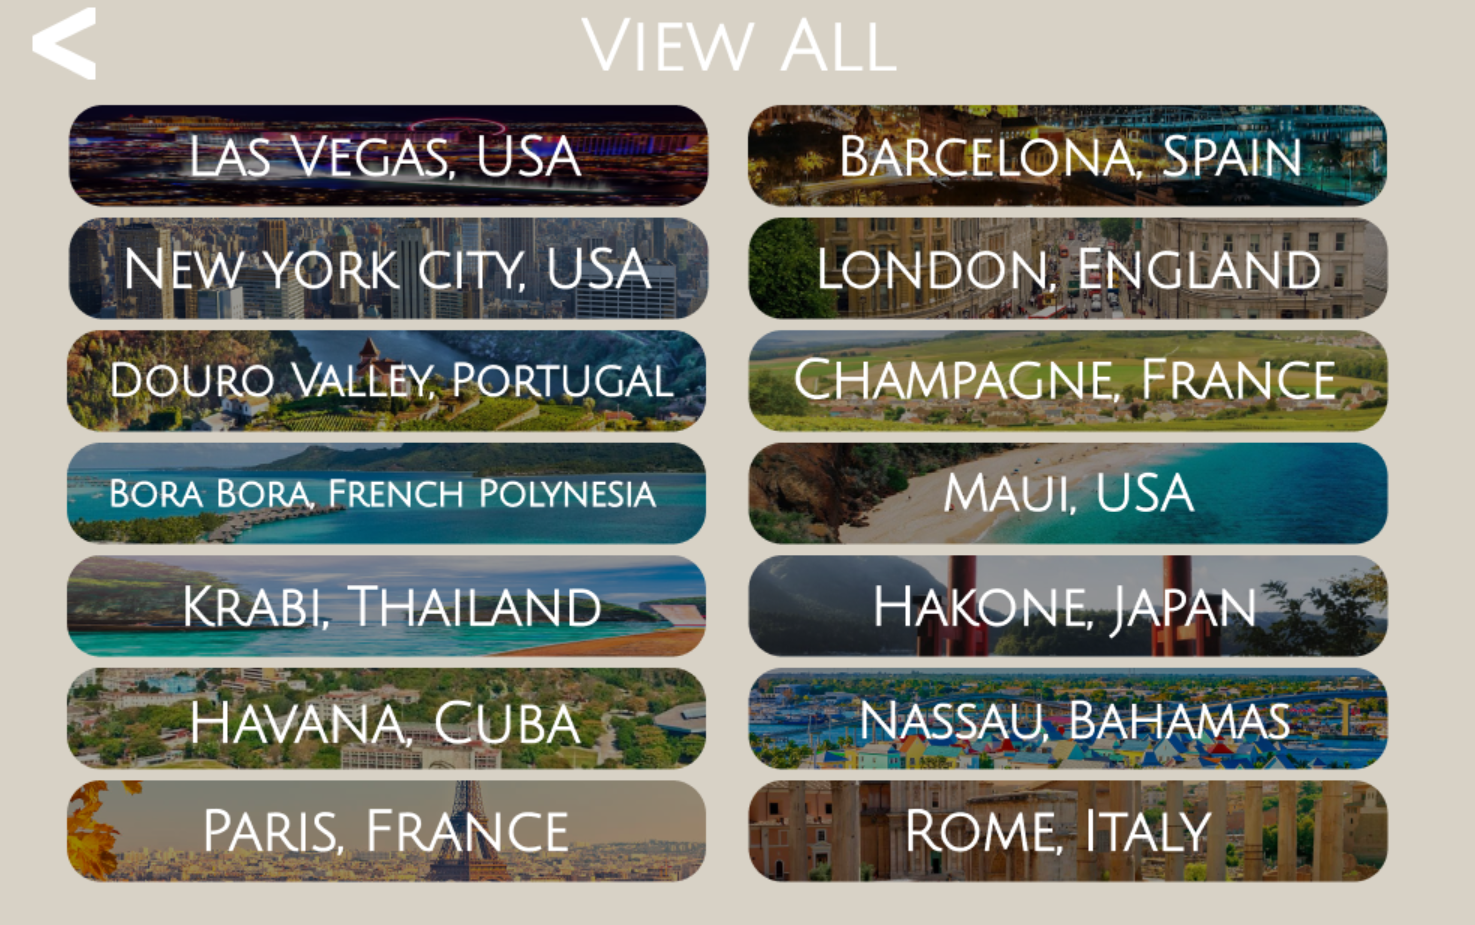 <
View All
Las Vegas, USA
Barcelona, Spain
New york city, USA
London, England
Douro Valley, Portugal
Champagne, France
Bora Bora, French Polynesia
Maui, USA
Krabi, Thailand
Hakone, Japan
Havana, Cuba
Nassau, Bahamas
Paris, France
Rome, Italy